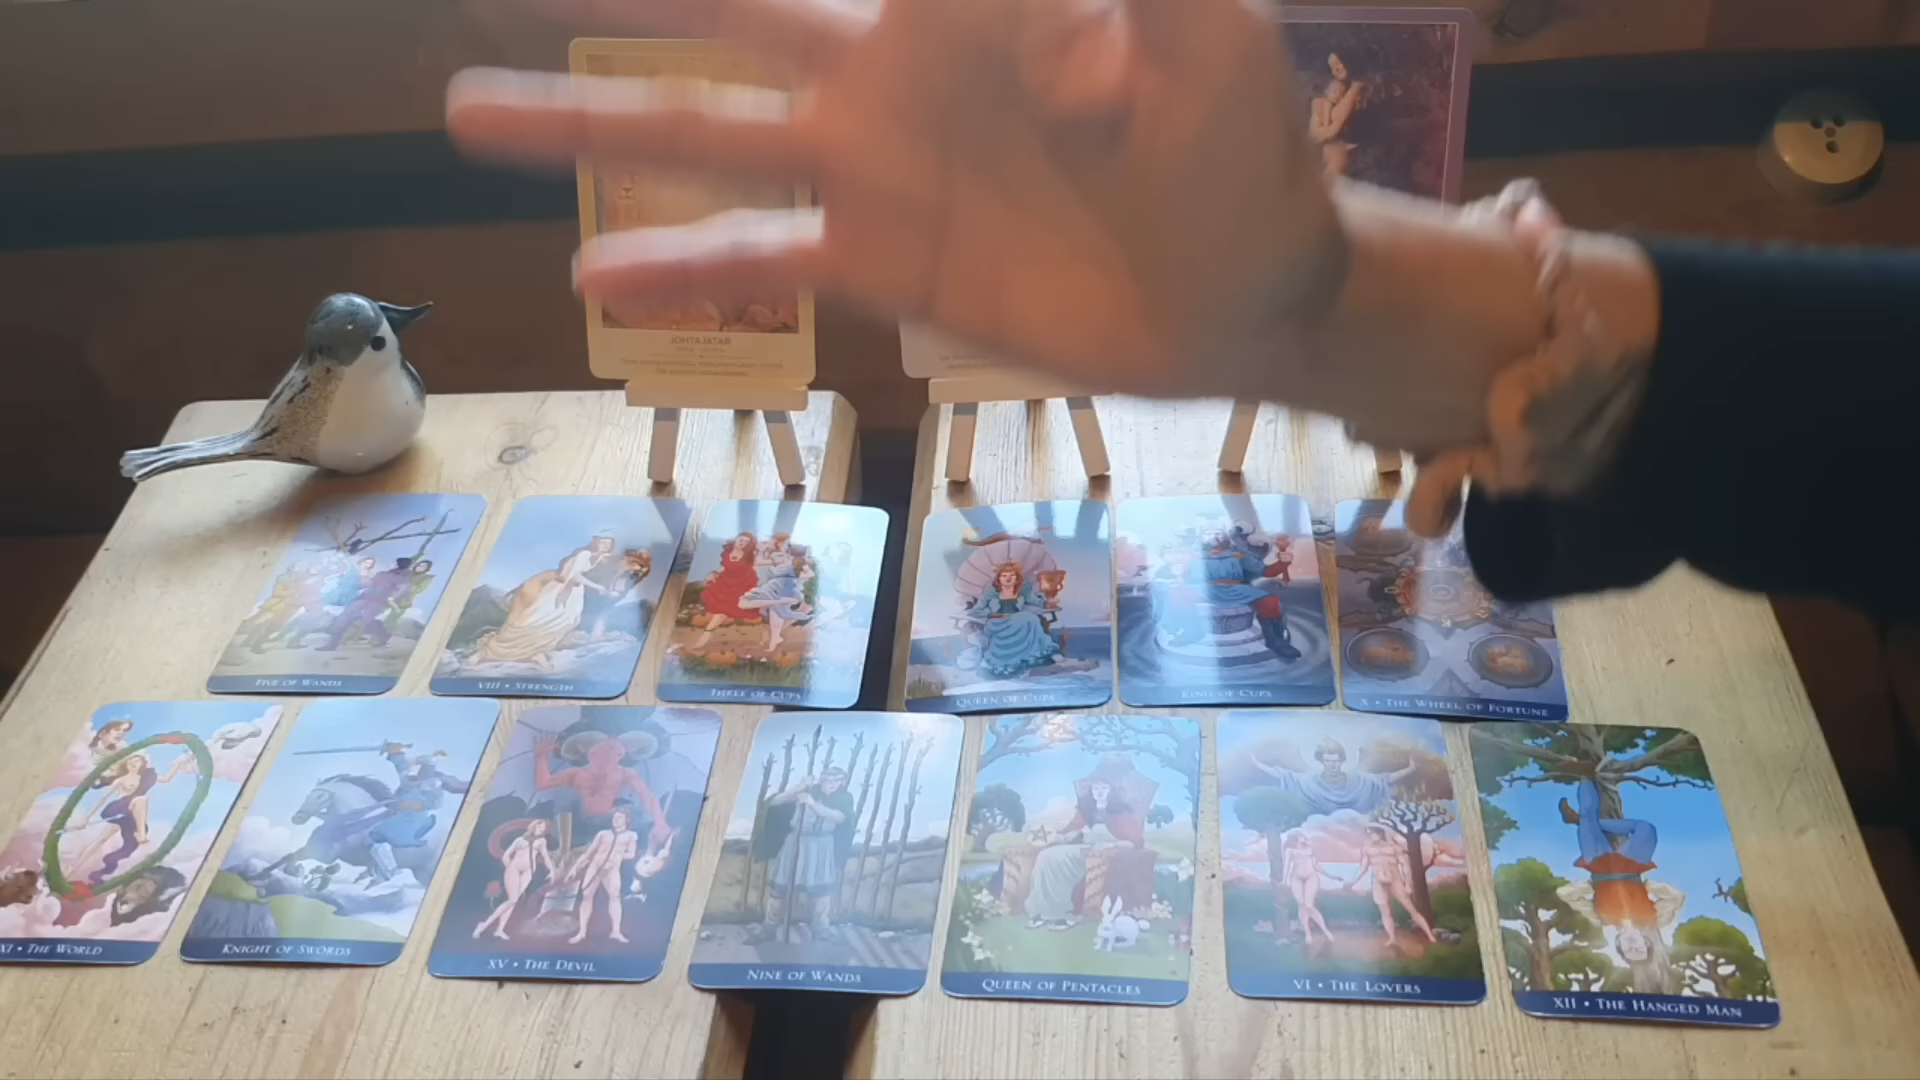 JOHTAJATAR
FIVE OF WANDS
VIII • STRENGTH
THREE OF CUPS
QUEEN OF CUPS
KING OF CUPS
X • THE WHEEL OF FORTUNE
XI • THE WORLD
KNIGHT OF SWORDS
XV • THE DEVIL
NINE OF WANDS
QUEEN OF PENTACLES
VI • THE LOVERS
XII • THE HANGED MAN